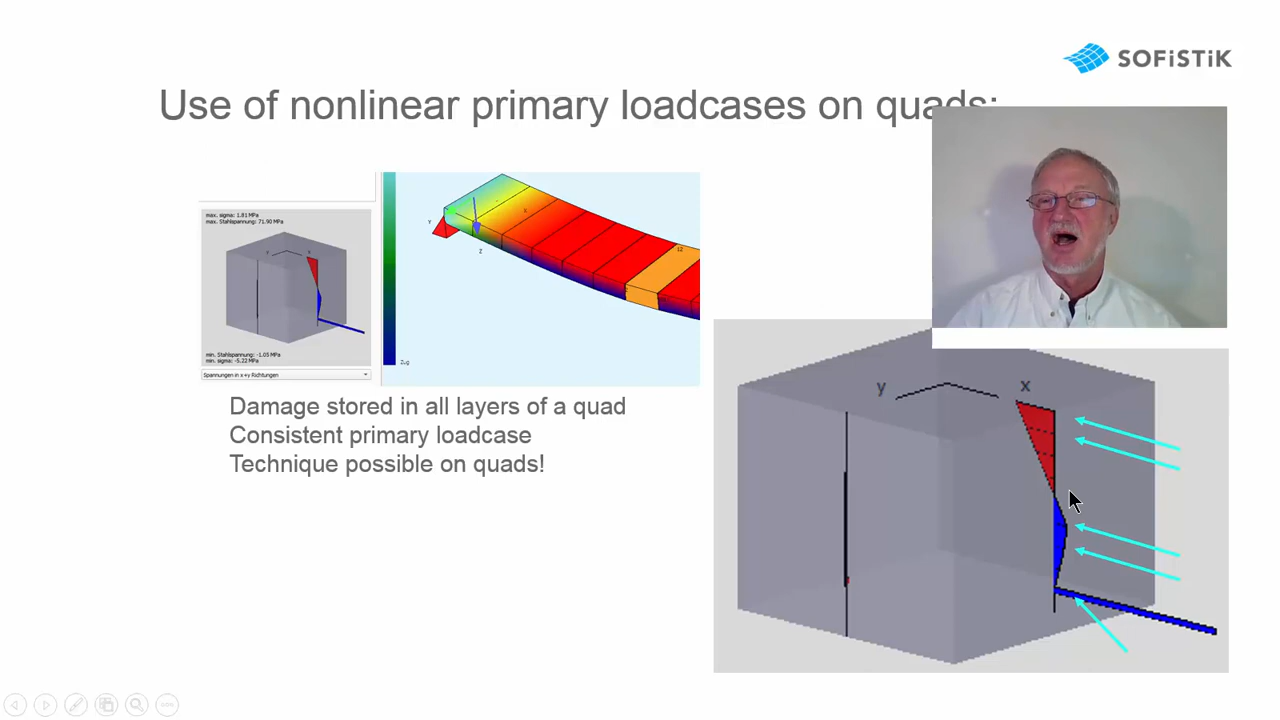 SOFiSTiK
Use of nonlinear primary loadcases on quads:
max. sigma: 1.81 MPa
max. Stahlspannung: 71.90 MPa
y
x
min. Stahlspannung: -1.05 MPa
min. sigma: -5.22 MPa
Spannungen in x+y Richtungen
Y
X
Z
12
Damage stored in all layers of a quad
Consistent primary loadcase
Technique possible on quads!
y
x